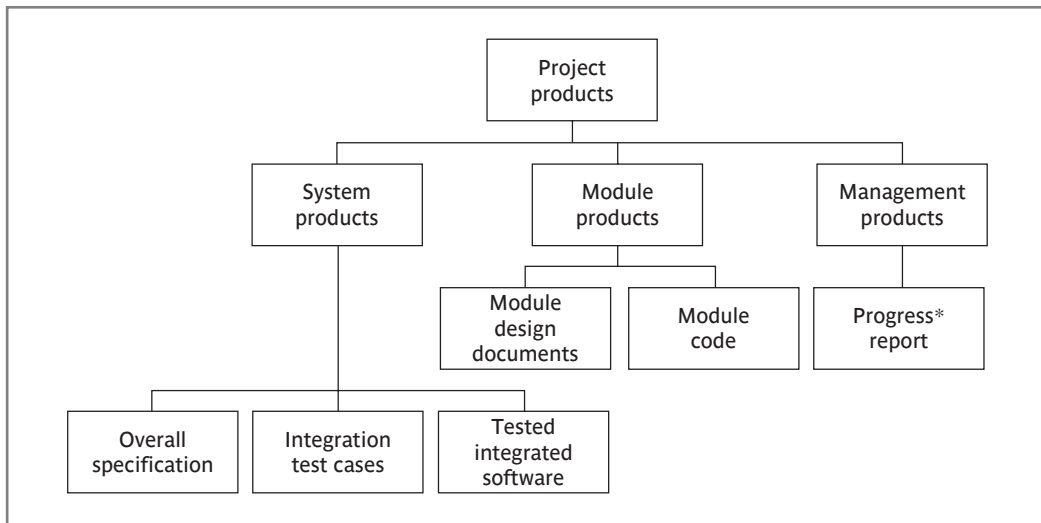 Project
products
System
products
Module
products
Management
products
Module
design
documents
Module
code
Progress*
report
Overall
specification
Integration
test cases
Tested
integrated
software